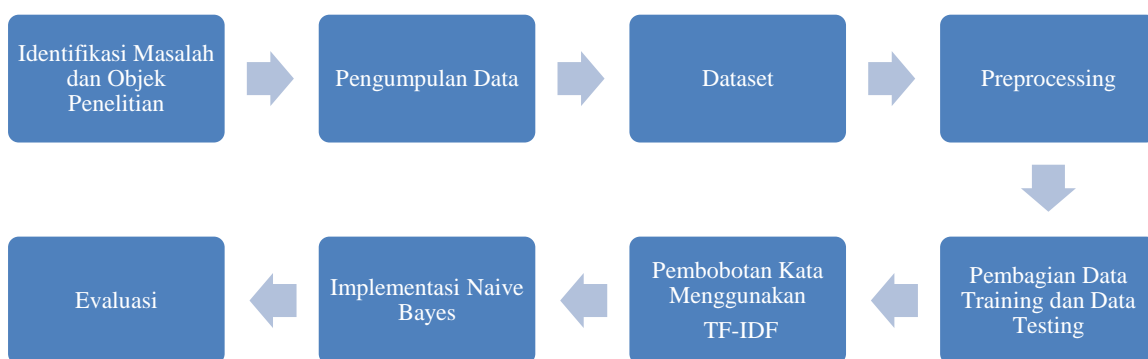 Identifikasi Masalah
dan Objek
Penelitian
Pengumpulan Data
Dataset
Preprocessing
Pembagian Data
Training dan Data
Testing
Pembobotan Kata
Menggunakan
TF-IDF
Implementasi Naive
Bayes
Evaluasi